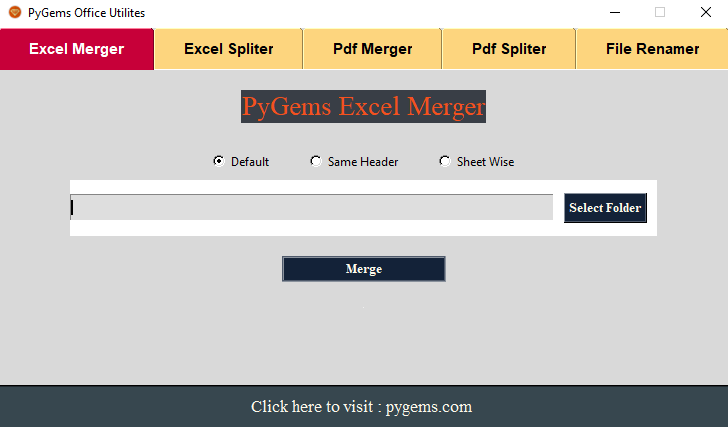 PyGems Office Utilites
Excel Merger Excel Spliter Pdf Merger Pdf Spliter File Renamer
PyGems Excel Merger
Default Same Header Sheet Wise
Select Folder
Merge
Click here to visit : pygems.com